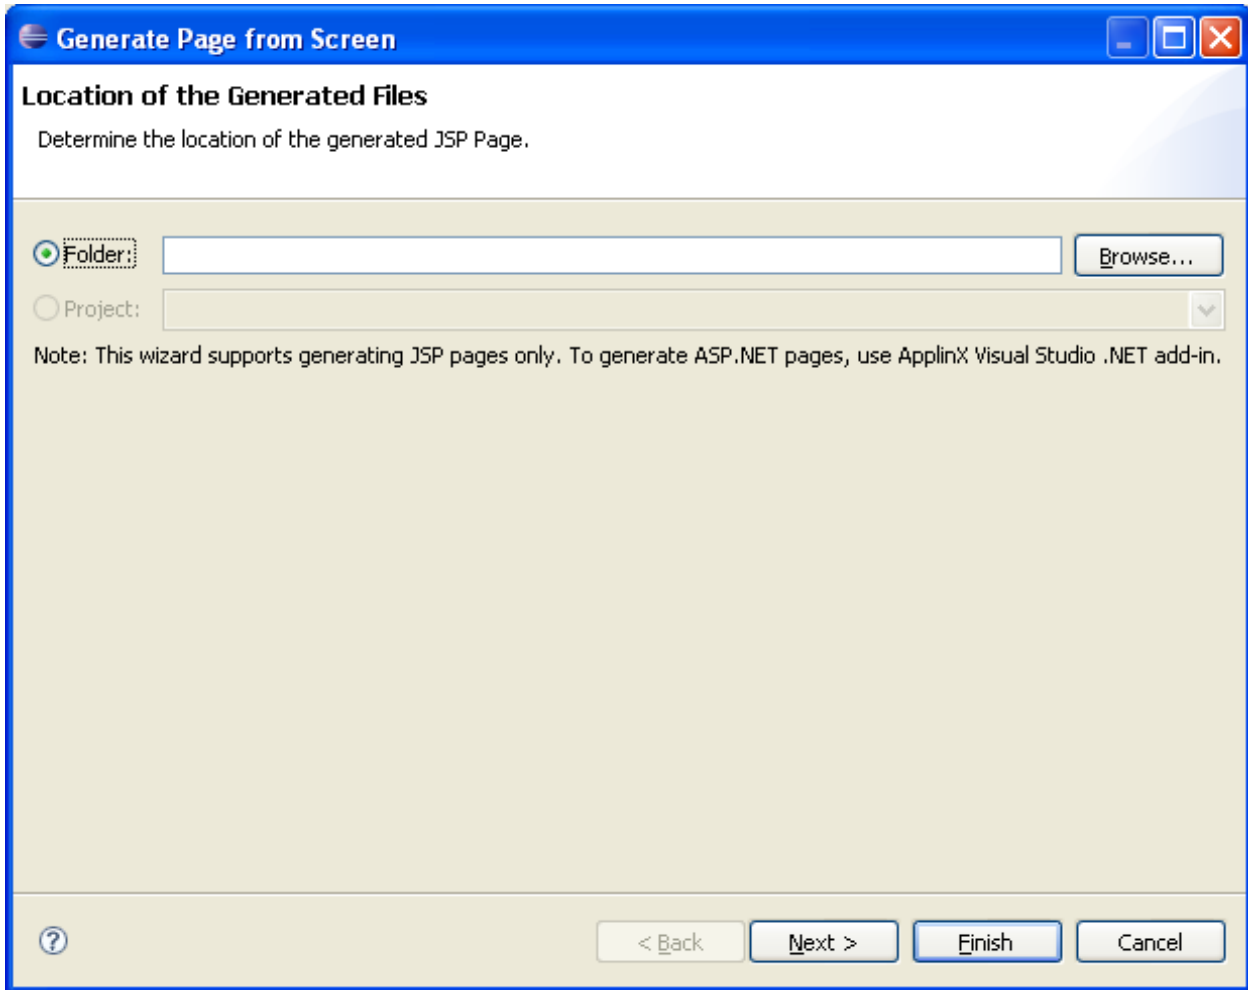 Generate Page from Screen
Location of the Generated Files
Determine the location of the generated JSP Page.
Folder: Browse...
Project:
Note: This wizard supports generating JSP pages only. To generate ASP.NET pages, use ApplinX Visual Studio .NET add-in.
? < Back Next > Finish Cancel